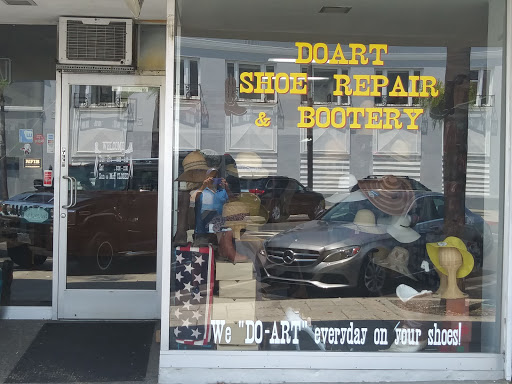 DOART
SHOE REPAIR
& BOOTERY
We "DO-ART" everyday on your shoes!